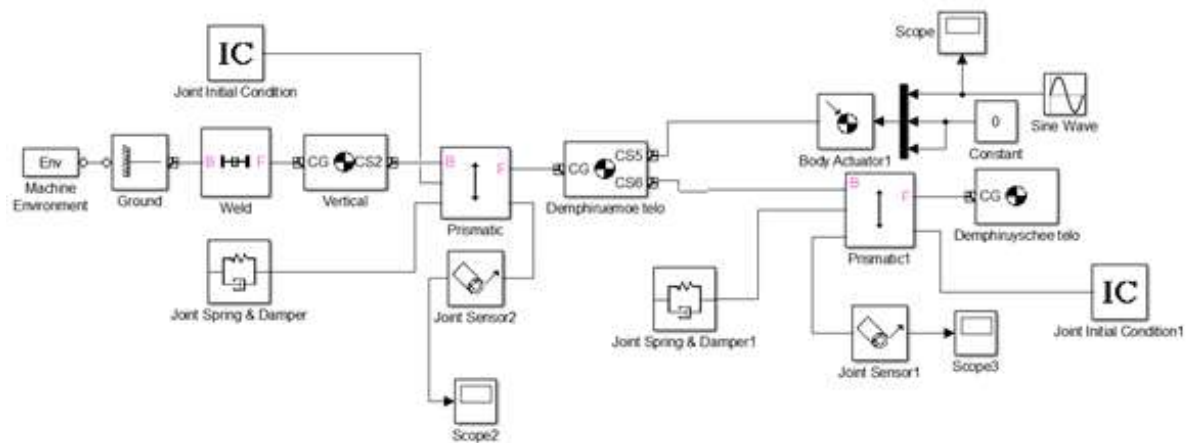 Scope
IC
Joint Initial Condition
Sine Wave
0
Constant
Body Actuator1
Env
Machine
Environment
Ground
B F
Weld
CG CS2
Vertical
B F
Prismatic
CG CS5
CS6
Demphiruemoe telo
B F
Prismatic1
CG
Demphiruyschee telo
Joint Spring & Damper
Joint Sensor2
Scope2
Joint Spring & Damper1
Joint Sensor1
Scope3
IC
Joint Initial Condition1